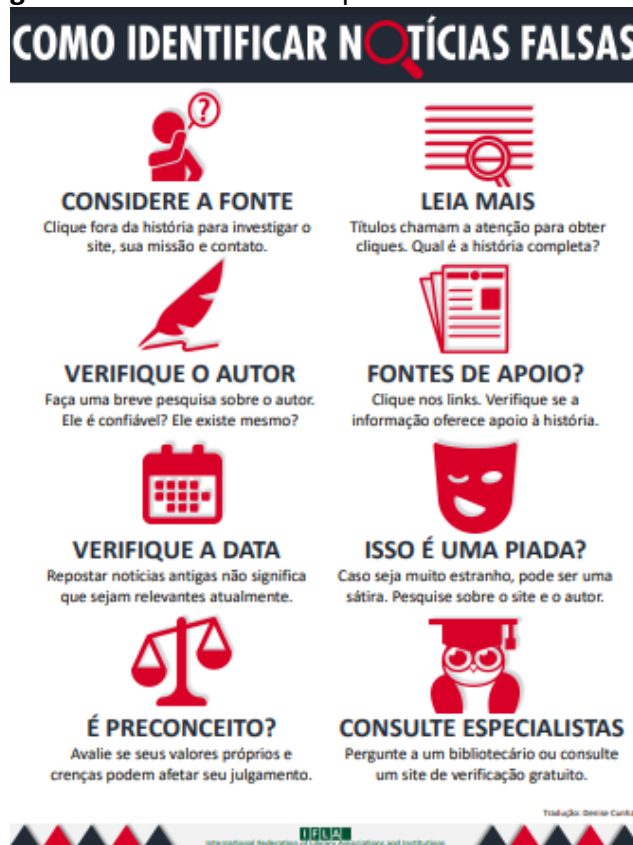 COMO IDENTIFICAR NOTÍCIAS FALSAS
CONSIDERE A FONTE
Clique fora da história para investigar o
site, sua missão e contato.
LEIA MAIS
Títulos chamam a atenção para obter
cliques. Qual é a história completa?
VERIFIQUE O AUTOR
Faça uma breve pesquisa sobre o autor.
Ele é confiável? Ele existe mesmo?
FONTES DE APOIO?
Clique nos links. Verifique se a
informação oferece apoio à história.
VERIFIQUE A DATA
Repostar notícias antigas não significa
que sejam relevantes atualmente.
ISSO É UMA PIADA?
Caso seja muito estranho, pode ser uma
sátira. Pesquise sobre o site e o autor.
É PRECONCEITO?
Avalie se seus valores próprios e
crenças podem afetar seu julgamento.
CONSULTE ESPECIALISTAS
Pergunte a um bibliotecário ou consulte
um site de verificação gratuito.
Tradução: Denise Cunha
IFLA
International Federation of Library Associations and Institutions